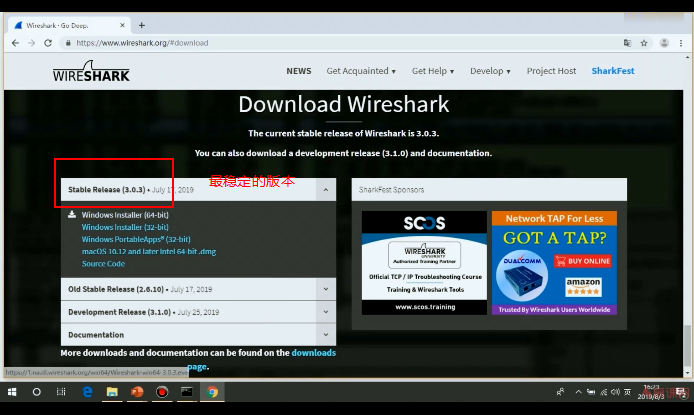 Wireshark · Go Deep.
https://www.wireshark.org/#download
WIRESHARK
NEWS Get Acquainted ▾ Get Help ▾ Develop ▾ Project Host SharkFest
Download Wireshark
The current stable release of Wireshark is 3.0.3.
You can also download a development release (3.1.0) and documentation.
Stable Release (3.0.3) • July 17, 2019
最稳定的版本
Windows Installer (64-bit)
Windows Installer (32-bit)
Windows PortableApps® (32-bit)
macOS 10.12 and later Intel 64-bit .dmg
Source Code
Old Stable Release (2.6.10) • July 17, 2019
Development Release (3.1.0) • July 25, 2019
Documentation
More downloads and documentation can be found on the downloads
page.
SharkFest Sponsors
SCOS
WIRESHARK
UNIVERSITY
Authorized Training Partner
Official TCP / IP Troubleshooting Course
Training & Wireshark Tools
www.scos.training
Network TAP For Less
GOT A TAP?
DUALCOMM
BUY ONLINE
amazon
Trusted By Wireshark Users Worldwide
https://1.na.dl.wireshark.org/win64/Wireshark-win64-3.0.3.exe
英
16:23
2019/8/3